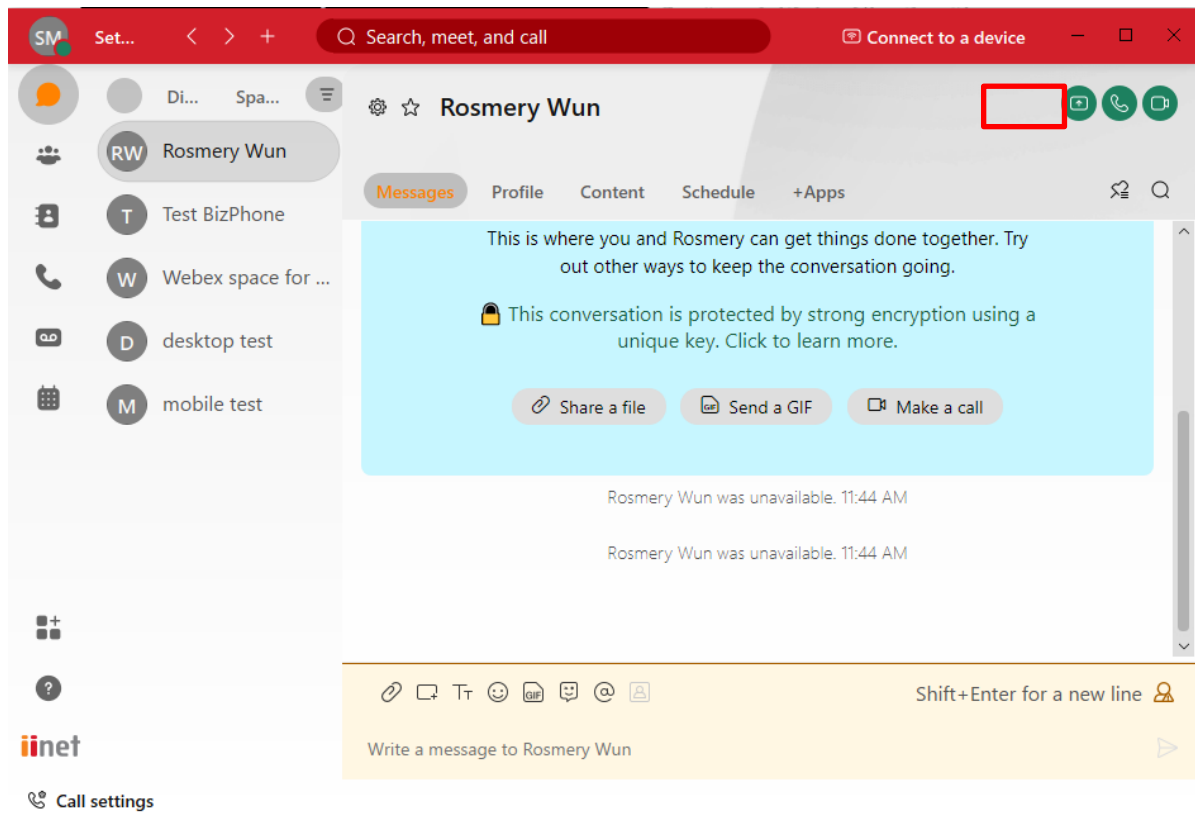 SM Set... Search, meet, and call Connect to a device
Di... Spa...
RW Rosmery Wun
T Test BizPhone
W Webex space for ...
D desktop test
M mobile test
Rosmery Wun
Messages Profile Content Schedule +Apps
This is where you and Rosmery can get things done together. Try
out other ways to keep the conversation going.
This conversation is protected by strong encryption using a
unique key. Click to learn more.
Share a file GIF Send a GIF Make a call
Rosmery Wun was unavailable. 11:44 AM
Rosmery Wun was unavailable. 11:44 AM
GIF Shift+Enter for a new line
Write a message to Rosmery Wun
iinet
Call settings